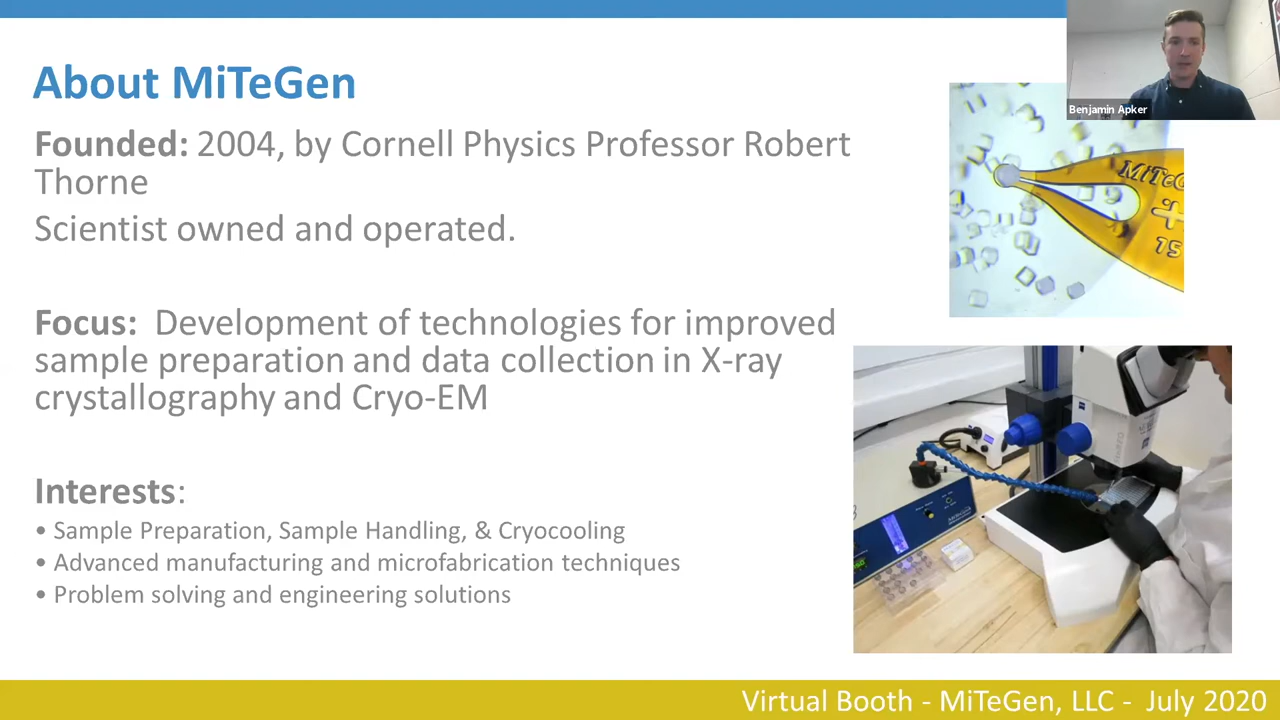 About MiTeGen
Benjamin Apker
Founded: 2004, by Cornell Physics Professor Robert
Thorne
Scientist owned and operated.
Focus: Development of technologies for improved
sample preparation and data collection in X-ray
crystallography and Cryo-EM
Interests:
• Sample Preparation, Sample Handling, & Cryocooling
• Advanced manufacturing and microfabrication techniques
• Problem solving and engineering solutions
MiTeG
15
Virtual Booth - MiTeGen, LLC - July 2020